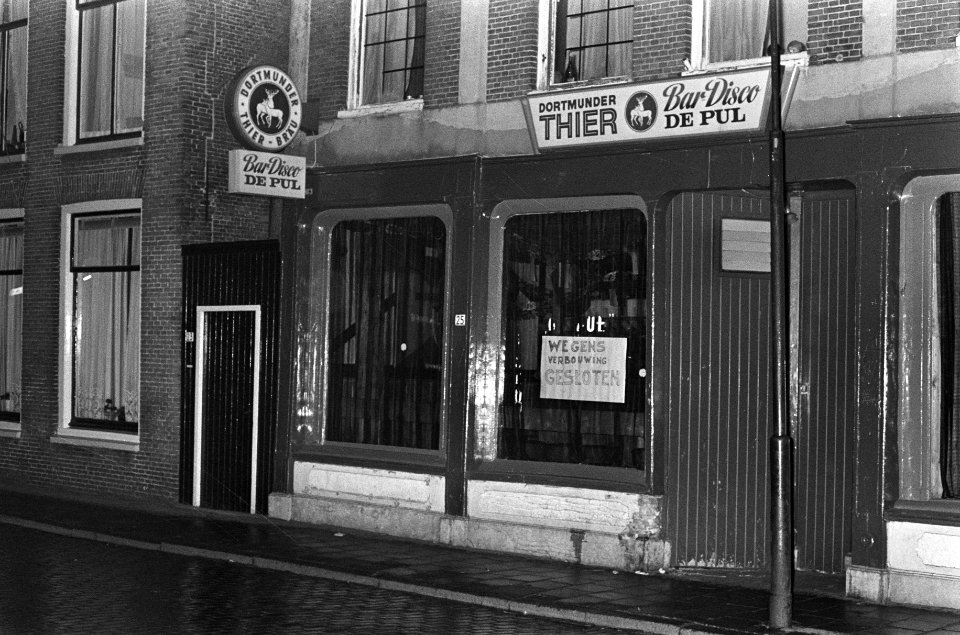 DORTMUNDER
THIER-BRÄU
Bar-Disco
DE PUL
DORTMUNDER
THIER
Bar-Disco
DE PUL
25
WEGENS
VERBOUWING
GESLOTEN